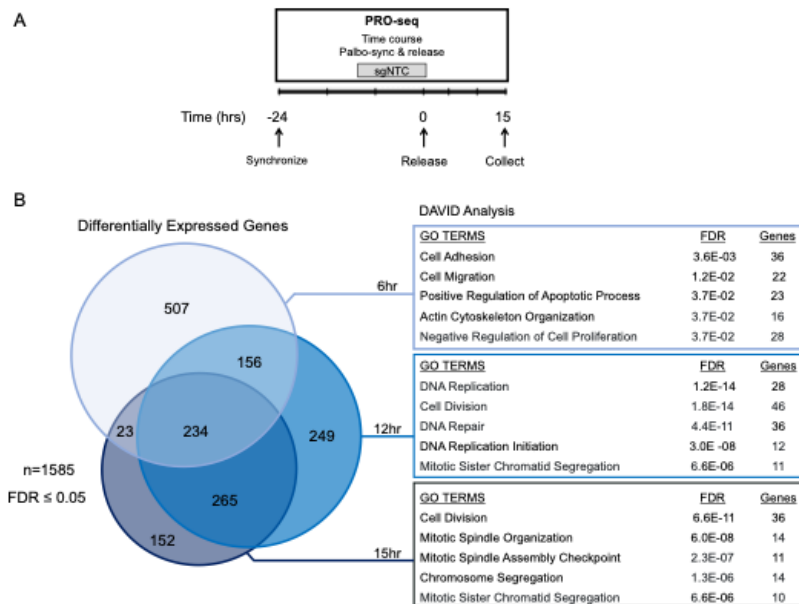 A
PRO-seq
Time course
Palbo-sync & release
sgNTC
Time (hrs) -24 0 15
Synchronize Release Collect
B
Differentially Expressed Genes
DAVID Analysis
507
156
23
234
249
265
152
n=1585
FDR ≤ 0.05
6hr
GO TERMS FDR Genes
Cell Adhesion 3.6E-03 36
Cell Migration 1.2E-02 22
Positive Regulation of Apoptotic Process 3.7E-02 23
Actin Cytoskeleton Organization 3.7E-02 16
Negative Regulation of Cell Proliferation 3.7E-02 28
12hr
GO TERMS FDR Genes
DNA Replication 1.2E-14 28
Cell Division 1.8E-14 46
DNA Repair 4.4E-11 36
DNA Replication Initiation 3.0E -08 12
Mitotic Sister Chromatid Segregation 6.6E-06 11
15hr
GO TERMS FDR Genes
Cell Division 6.6E-11 36
Mitotic Spindle Organization 6.0E-08 14
Mitotic Spindle Assembly Checkpoint 2.3E-07 11
Chromosome Segregation 1.3E-06 14
Mitotic Sister Chromatid Segregation 6.6E-06 10